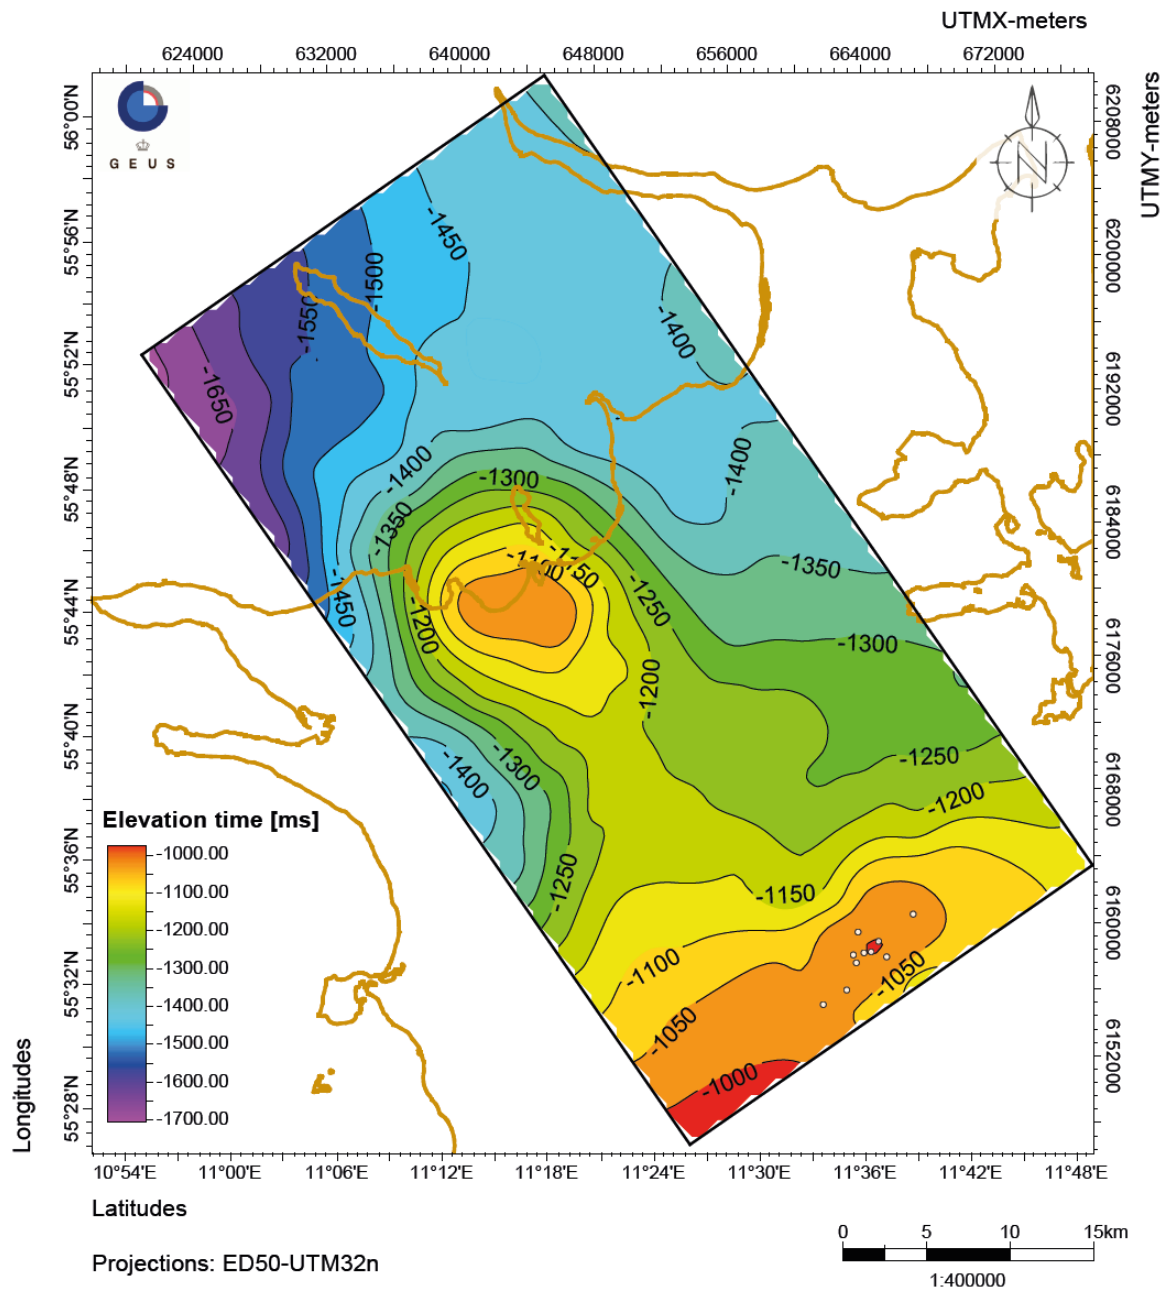 UTMX-meters
624000 632000 640000 648000 656000 664000 672000
GEUS
N
UTMY-meters
6208000
6200000
6192000
6184000
6176000
6168000
6160000
6152000
56°00'N
55°56'N
55°52'N
55°48'N
55°44'N
55°40'N
55°36'N
55°32'N
55°28'N
Longitudes
-1450
-1500
-1550
-1400
-1650
-1400
-1400
-1300
-1350
-1150
-1100
-1350
-1450
-1250
-1200
-1300
-1200
-1300
-1400
-1250
-1200
-1250
-1150
-1100
-1050
-1050
-1000
Elevation time [ms]
-1000.00
-1100.00
-1200.00
-1300.00
-1400.00
-1500.00
-1600.00
-1700.00
10°54'E 11°00'E 11°06'E 11°12'E 11°18'E 11°24'E 11°30'E 11°36'E 11°42'E 11°48'E
Latitudes
Projections: ED50-UTM32n
0 5 10 15km
1:400000